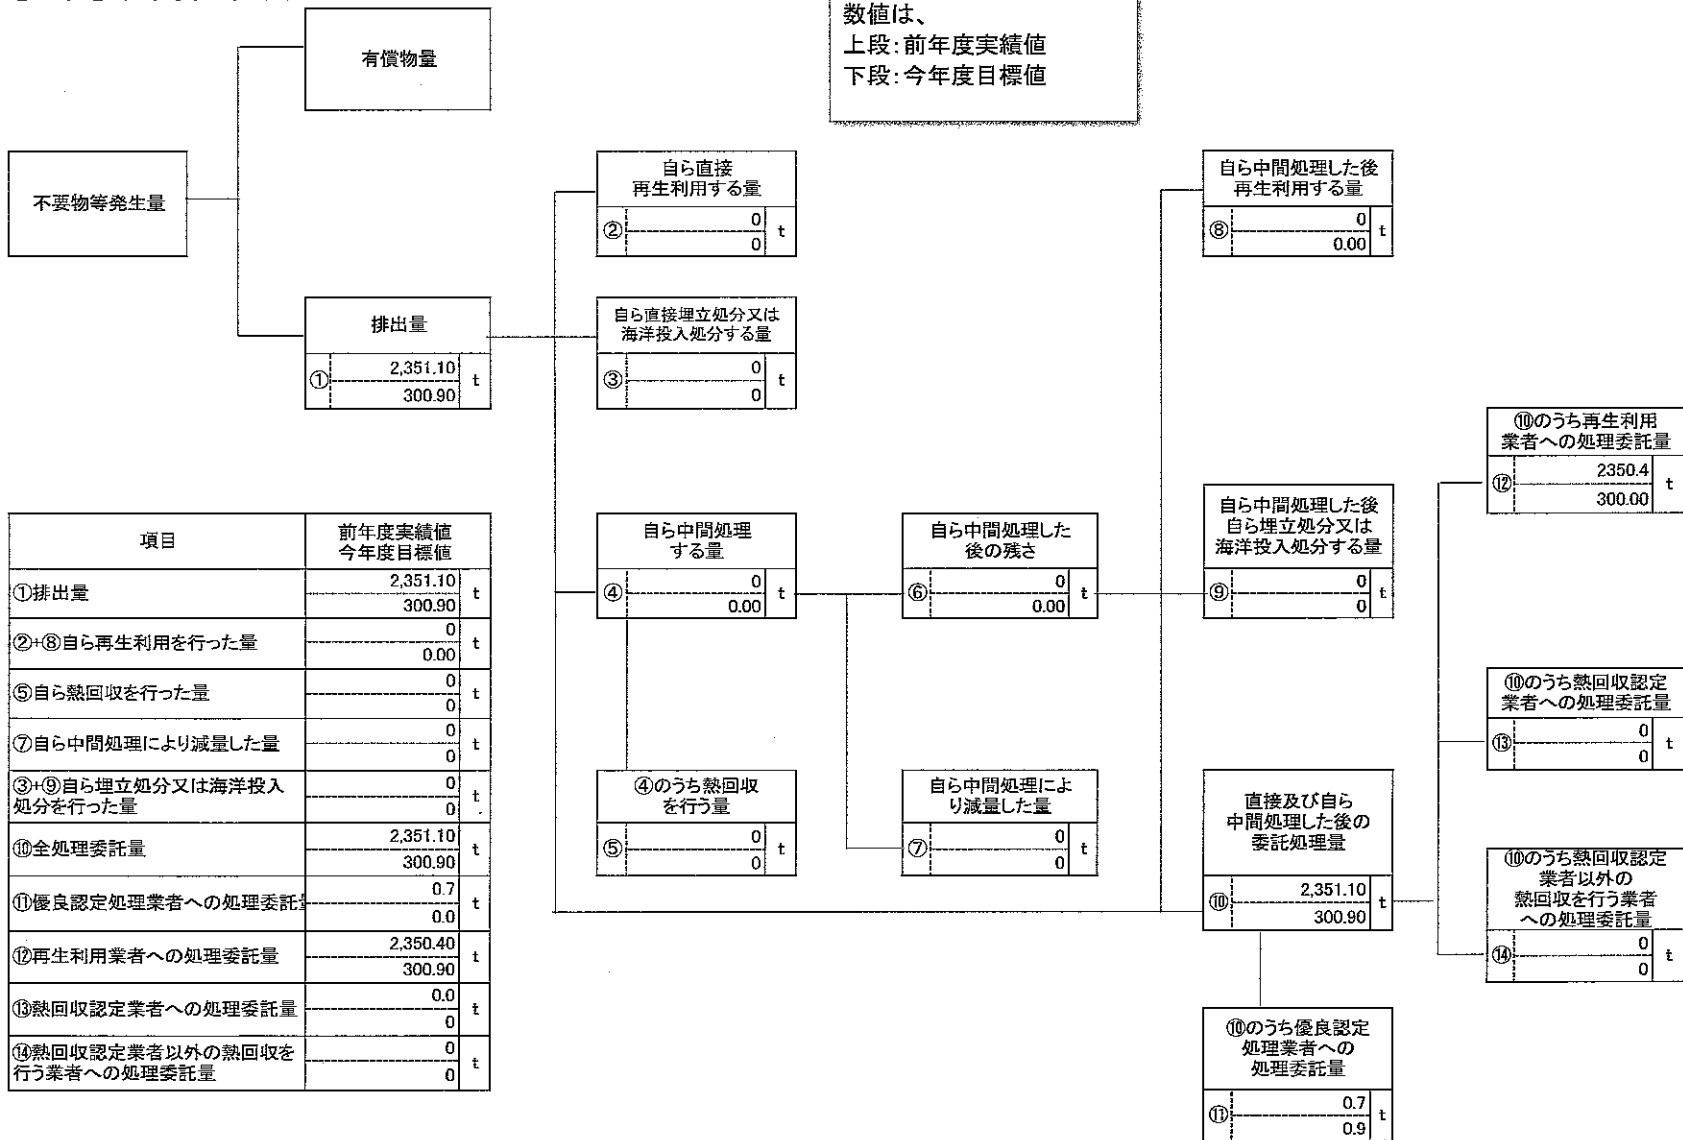 数値は、
上段:前年度実績値
下段:今年度目標値
有償物量
不要物等発生量
排出量
①
2,351.10
300.90
t
自ら直接
再生利用する量
②
0
0
t
自ら直接埋立処分又は
海洋投入処分する量
③
0
0
t
自ら中間処理
する量
④
0
0.00
t
④のうち熱回収
を行う量
⑤
0
0
t
自ら中間処理した
後の残さ
⑥
0
0.00
t
自ら中間処理によ
り減量した量
⑦
0
0
t
自ら中間処理した後
再生利用する量
⑧
0
0.00
t
自ら中間処理した後
自ら埋立処分又は
海洋投入処分する量
⑨
0
0
t
直接及び自ら
中間処理した後の
委託処理量
⑩
2,351.10
300.90
t
⑩のうち優良認定
処理業者への
処理委託量
⑪
0.7
0.9
t
⑩のうち再生利用
業者への処理委託量
⑫
2350.4
300.00
t
⑩のうち熱回収認定
業者への処理委託量
⑬
0
0
t
⑩のうち熱回収認定
業者以外の
熱回収を行う業者
への処理委託量
⑭
0
0
t
項目
前年度実績値
今年度目標値
①排出量
2,351.10
300.90
t
②+⑧自ら再生利用を行った量
0
0.00
t
⑤自ら熱回収を行った量
0
0
t
⑦自ら中間処理により減量した量
0
0
t
③+⑨自ら埋立処分又は海洋投入
処分を行った量
0
0
t
⑩全処理委託量
2,351.10
300.90
t
⑪優良認定処理業者への処理委託
0.7
0.0
t
⑫再生利用業者への処理委託量
2,350.40
300.90
t
⑬熱回収認定業者への処理委託量
0.0
0
t
⑭熱回収認定業者以外の熱回収を
行う業者への処理委託量
0
0
t